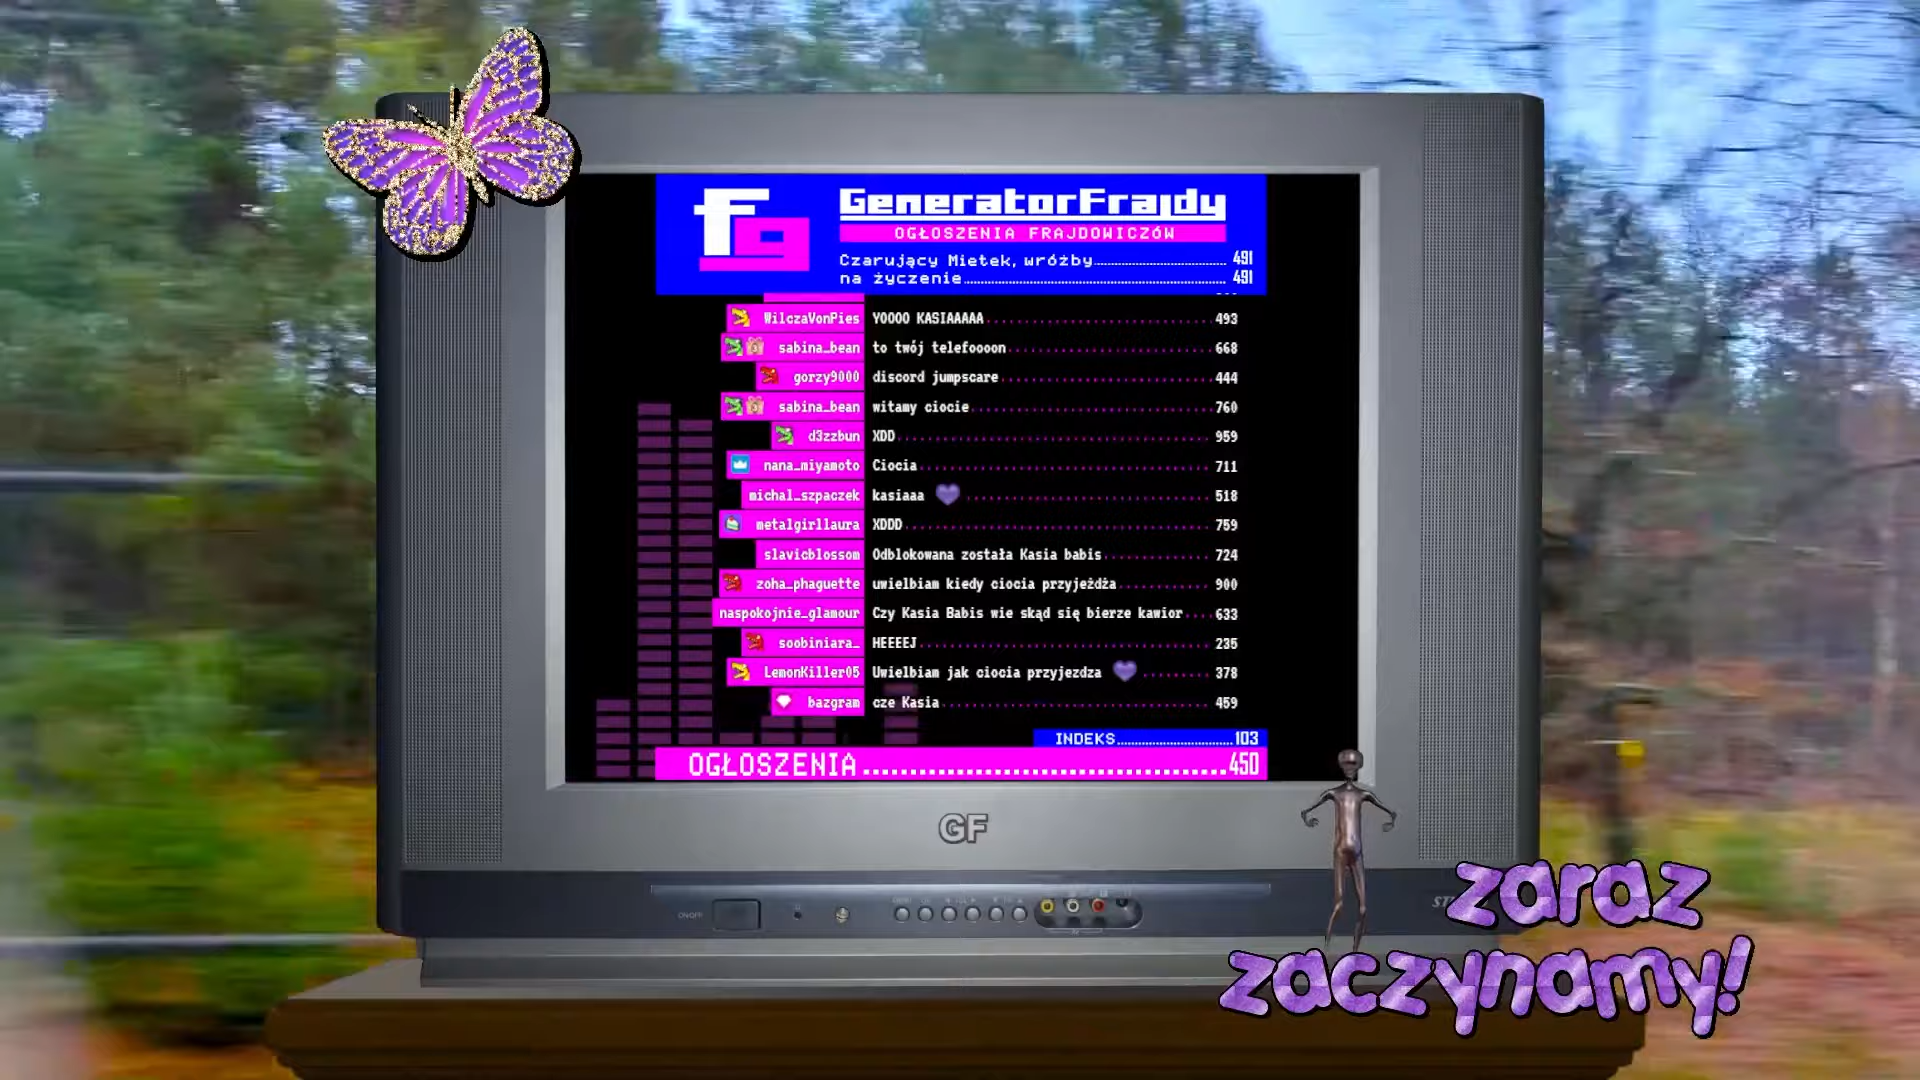 fg
GeneratorFrajdy
OGŁOSZENIA FRAJDOWICZóW
Czarujący Mietek, wróżby 491
na życzenie 491
WilczaVonPies YOOOO KASIAAAAA 493
sabina_bean to twój telefoooon 668
gorzy9000 discord jumpscare 444
sabina_bean witamy ciocie 760
d3zzbun XDD 959
nana_miyamoto Ciocia 711
michal_szpaczek kasiaaa 518
metalgirllaura XDDD 759
slavicblossom Odblokowana została Kasia babis 724
zoha_phaguette uwielbiam kiedy ciocia przyjeżdża 900
naspokojnie_glamour Czy Kasia Babis wie skąd się bierze kawior 633
soobiniara_ HEEEEJ 235
LemonKiller05 Uwielbiam jak ciocia przyjezdza 378
bazgram cze Kasia 459
INDEKS 103
OGŁOSZENIA 450
GF
ON/OFF
zaraz
zaczynamy!